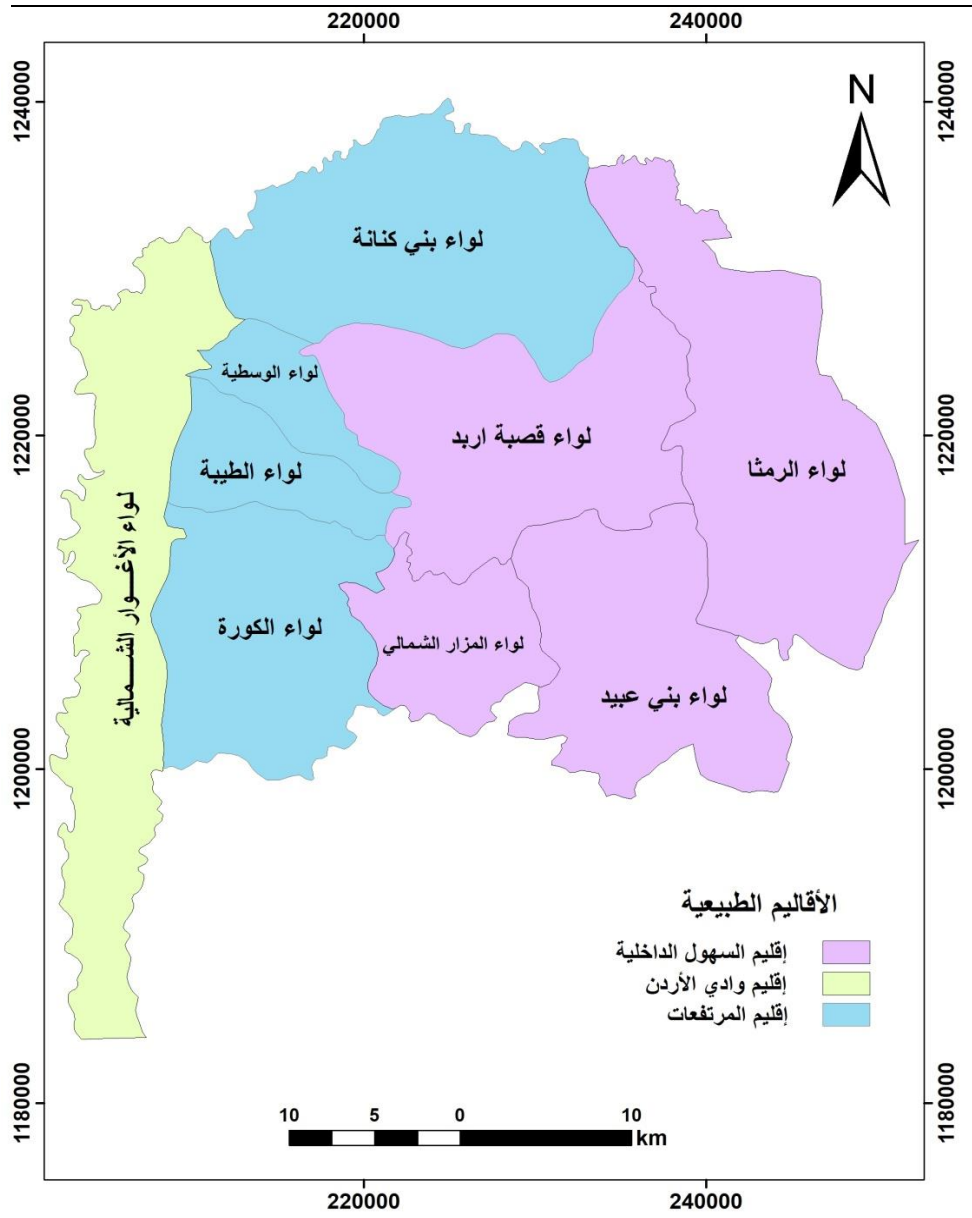 220000 240000
1240000 1240000
N
لواء بني كنانة
لواء الوسطية
لواء قصبة اربد
1220000 1220000
لواء الطيبة
لواء الرمثا
لواء الأغوار الشمالية
لواء الكورة
لواء المزار الشمالي
لواء بني عبيد
1200000 1200000
الأقاليم الطبيعية
إقليم السهول الداخلية
إقليم وادي الأردن
إقليم المرتفعات
1180000 1180000
10 5 0 10
km
220000 240000